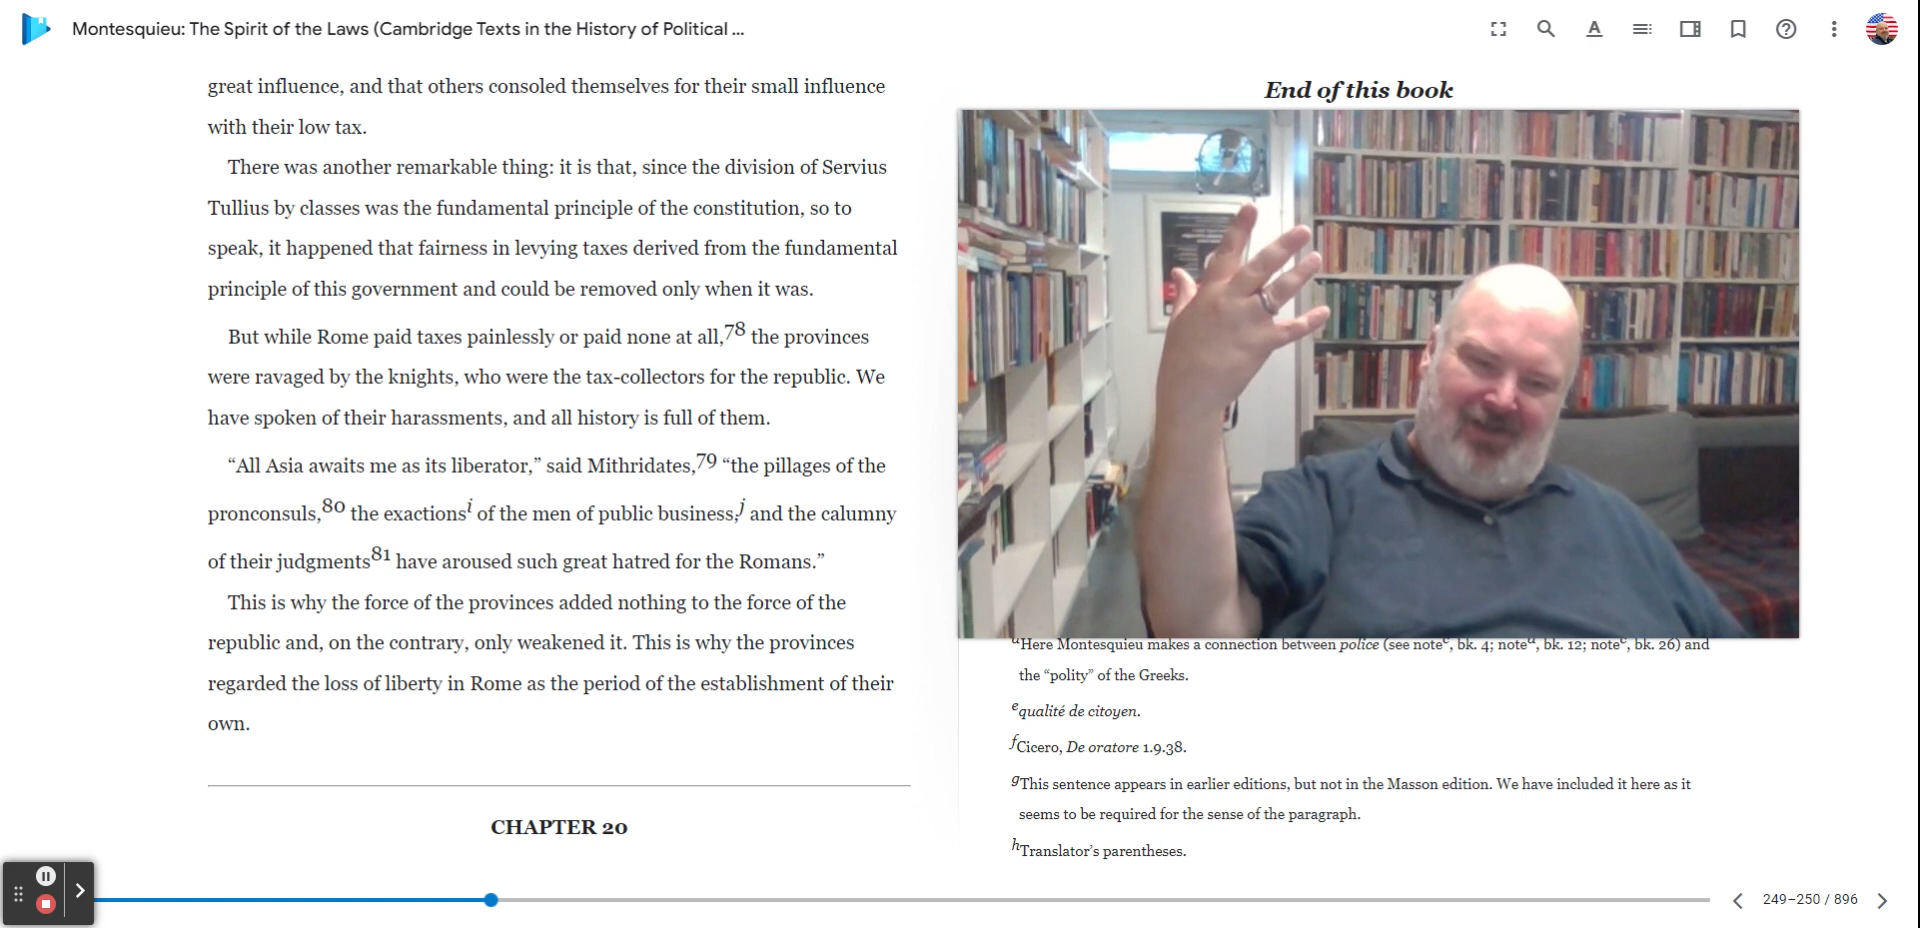 Montesquieu: The Spirit of the Laws (Cambridge Texts in the History of Political ...
great influence, and that others consoled themselves for their small influence
with their low tax.
There was another remarkable thing: it is that, since the division of Servius
Tullius by classes was the fundamental principle of the constitution, so to
speak, it happened that fairness in levying taxes derived from the fundamental
principle of this government and could be removed only when it was.
But while Rome paid taxes painlessly or paid none at all,78 the provinces
were ravaged by the knights, who were the tax-collectors for the republic. We
have spoken of their harassments, and all history is full of them.
“All Asia awaits me as its liberator,” said Mithridates,79 “the pillages of the
pronconsuls,80 the exactionsi of the men of public business,j and the calumny
of their judgments81 have aroused such great hatred for the Romans.”
This is why the force of the provinces added nothing to the force of the
republic and, on the contrary, only weakened it. This is why the provinces
regarded the loss of liberty in Rome as the period of the establishment of their
own.
CHAPTER 20
End of this book
Here Montesquieu makes a connection between police (see note, bk. 4; note, bk. 12; note, bk. 26) and
the “polity” of the Greeks.
equalité de citoyen.
fCicero, De oratore 1.9.38.
gThis sentence appears in earlier editions, but not in the Masson edition. We have included it here as it
seems to be required for the sense of the paragraph.
hTranslator’s parentheses.
249–250 / 896